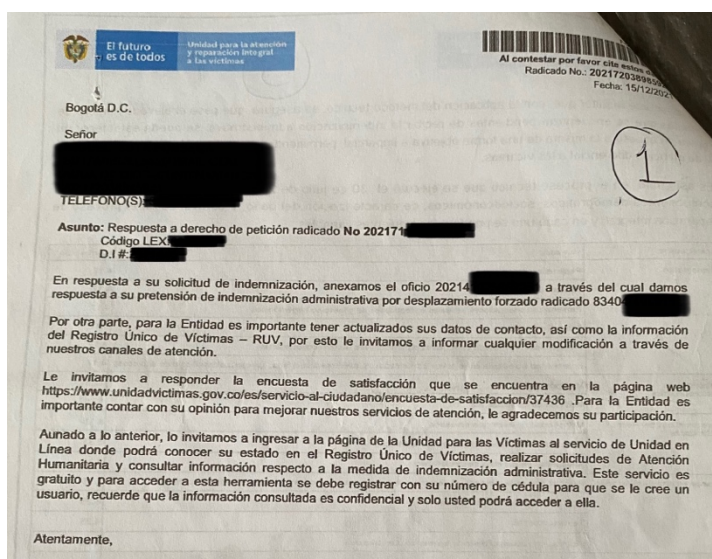 El futuro
es de todos
Unidad para la atención
y reparación integral
a las víctimas
Al contestar por favor cite estos
Radicado No.:
Fecha: 15/12/2021
Bogotá D.C.
Señor
1
TELEFONO(S):
Asunto: Respuesta a derecho de petición radicado No 202171
Código LEX
D.I #:
En respuesta a su solicitud de indemnización, anexamos el oficio 20214 a través del cual damos
respuesta a su pretensión de indemnización administrativa por desplazamiento forzado radicado 8340
Por otra parte, para la Entidad es importante tener actualizados sus datos de contacto, así como la información
del Registro Único de Víctimas – RUV, por esto le invitamos a informar cualquier modificación a través de
nuestros canales de atención.
Le invitamos a responder la encuesta de satisfacción que se encuentra en la página web
https://www.unidadvictimas.gov.co/es/servicio-al-ciudadano/encuesta-de-satisfaccion/37436 .Para la Entidad es
importante contar con su opinión para mejorar nuestros servicios de atención, le agradecemos su participación.
Aunado a lo anterior, lo invitamos a ingresar a la página de la Unidad para las Víctimas al servicio de Unidad en
Línea donde podrá conocer su estado en el Registro Único de Víctimas, realizar solicitudes de Atención
Humanitaria y consultar información respecto a la medida de indemnización administrativa. Este servicio es
gratuito y para acceder a esta herramienta se debe registrar con su número de cédula para que se le cree un
usuario, recuerde que la información consultada es confidencial y solo usted podrá acceder a ella.
Atentamente,